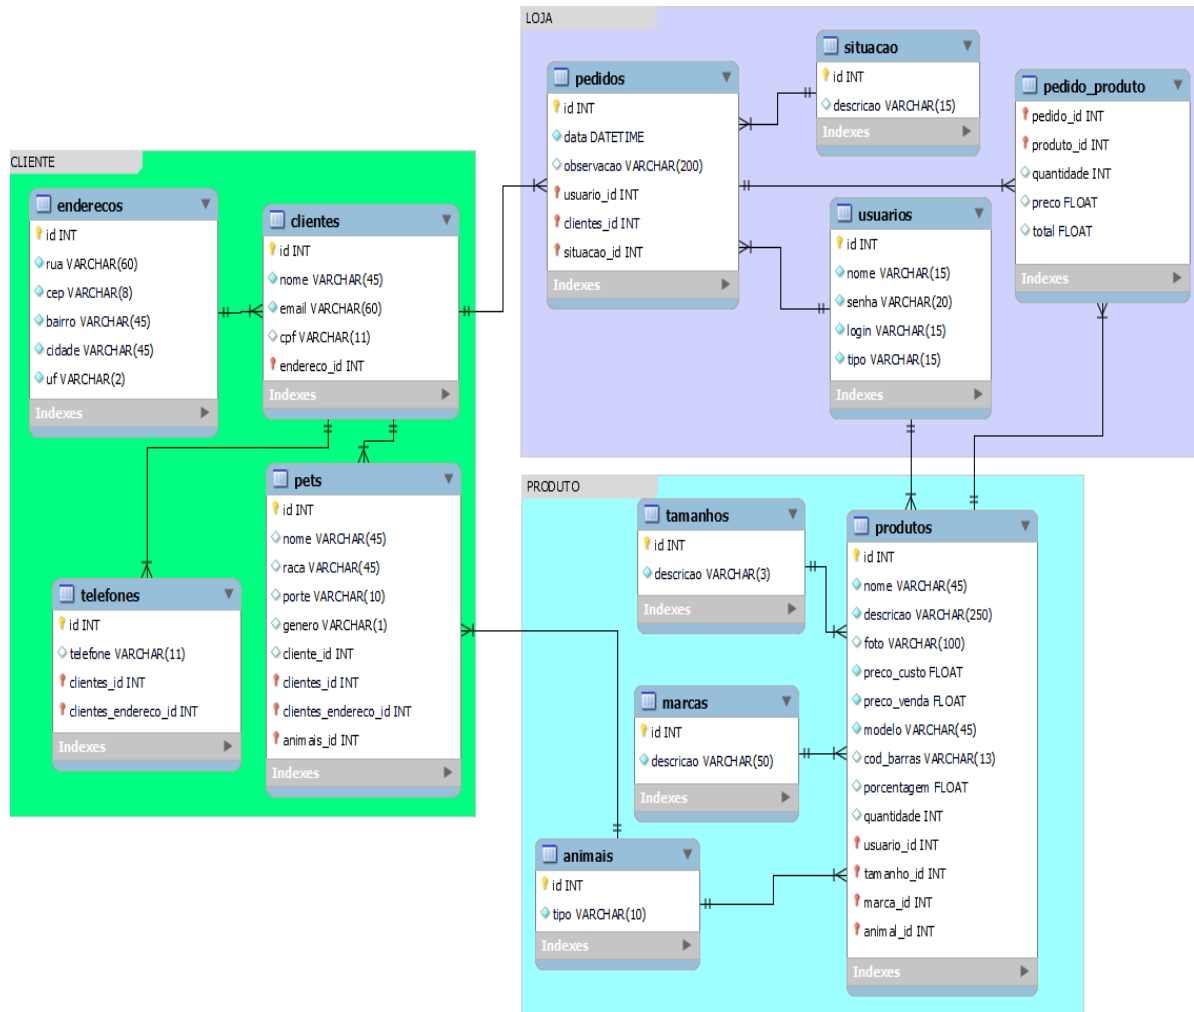 LOJA
pedidos
id INT
data DATETIME
observacao VARCHAR(200)
usuario_id INT
clientes_id INT
situacao_id INT
Indexes
situacao
id INT
descricao VARCHAR(15)
Indexes
pedido_produto
pedido_id INT
produto_id INT
quantidade INT
preco FLOAT
total FLOAT
Indexes
usuarios
id INT
nome VARCHAR(15)
senha VARCHAR(20)
login VARCHAR(15)
tipo VARCHAR(15)
Indexes
CLIENTE
enderecos
id INT
rua VARCHAR(60)
cep VARCHAR(8)
bairro VARCHAR(45)
cidade VARCHAR(45)
uf VARCHAR(2)
Indexes
clientes
id INT
nome VARCHAR(45)
email VARCHAR(60)
cpf VARCHAR(11)
endereco_id INT
Indexes
pets
id INT
nome VARCHAR(45)
raca VARCHAR(45)
porte VARCHAR(10)
genero VARCHAR(1)
cliente_id INT
clientes_id INT
clientes_endereco_id INT
animais_id INT
Indexes
telefones
id INT
telefone VARCHAR(11)
clientes_id INT
clientes_endereco_id INT
Indexes
PRODUTO
tamanhos
id INT
descricao VARCHAR(3)
Indexes
marcas
id INT
descricao VARCHAR(50)
Indexes
animais
id INT
tipo VARCHAR(10)
Indexes
produtos
id INT
nome VARCHAR(45)
descricao VARCHAR(250)
foto VARCHAR(100)
preco_custo FLOAT
preco_venda FLOAT
modelo VARCHAR(45)
cod_barras VARCHAR(13)
porcentagem FLOAT
quantidade INT
usuario_id INT
tamanho_id INT
marca_id INT
animal_id INT
Indexes